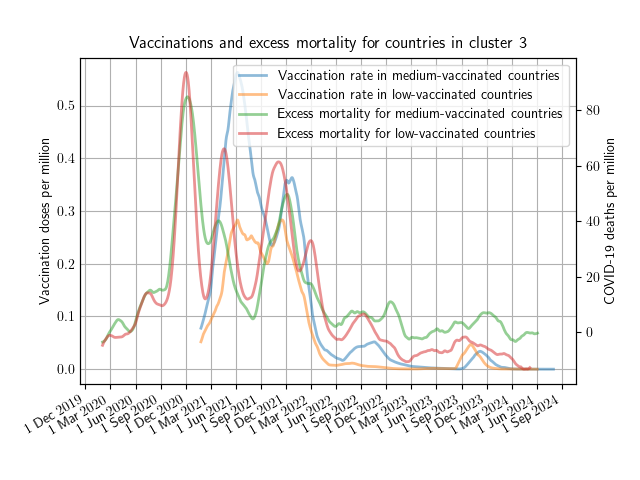 Vaccinations and excess mortality for countries in cluster 3
Vaccination rate in medium-vaccinated countries
Vaccination rate in low-vaccinated countries
Excess mortality for medium-vaccinated countries
Excess mortality for low-vaccinated countries
Vaccination doses per million
0.5
0.4
0.3
0.2
0.1
0.0
80
60
40
20
0
COVID-19 deaths per million
1 Dec 2019
1 Mar 2020
1 Jun 2020
1 Sep 2020
1 Dec 2020
1 Mar 2021
1 Jun 2021
1 Sep 2021
1 Dec 2021
1 Mar 2022
1 Jun 2022
1 Sep 2022
1 Dec 2022
1 Mar 2023
1 Jun 2023
1 Sep 2023
1 Dec 2023
1 Mar 2024
1 Jun 2024
1 Sep 2024